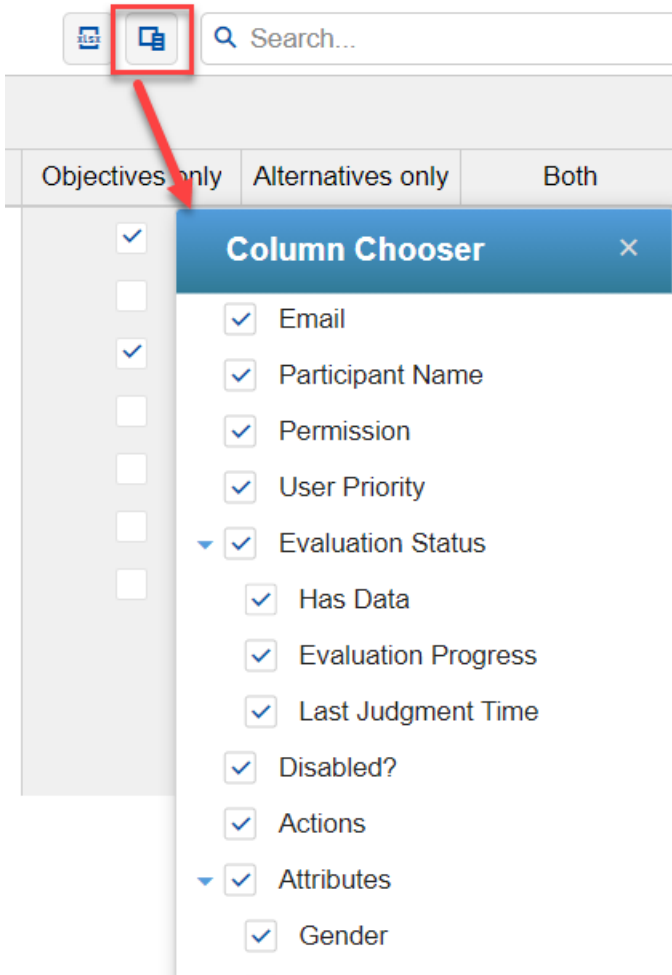 xlsx
Search...
Objectives only Alternatives only Both
Column Chooser ×
Email
Participant Name
Permission
User Priority
Evaluation Status
Has Data
Evaluation Progress
Last Judgment Time
Disabled?
Actions
Attributes
Gender